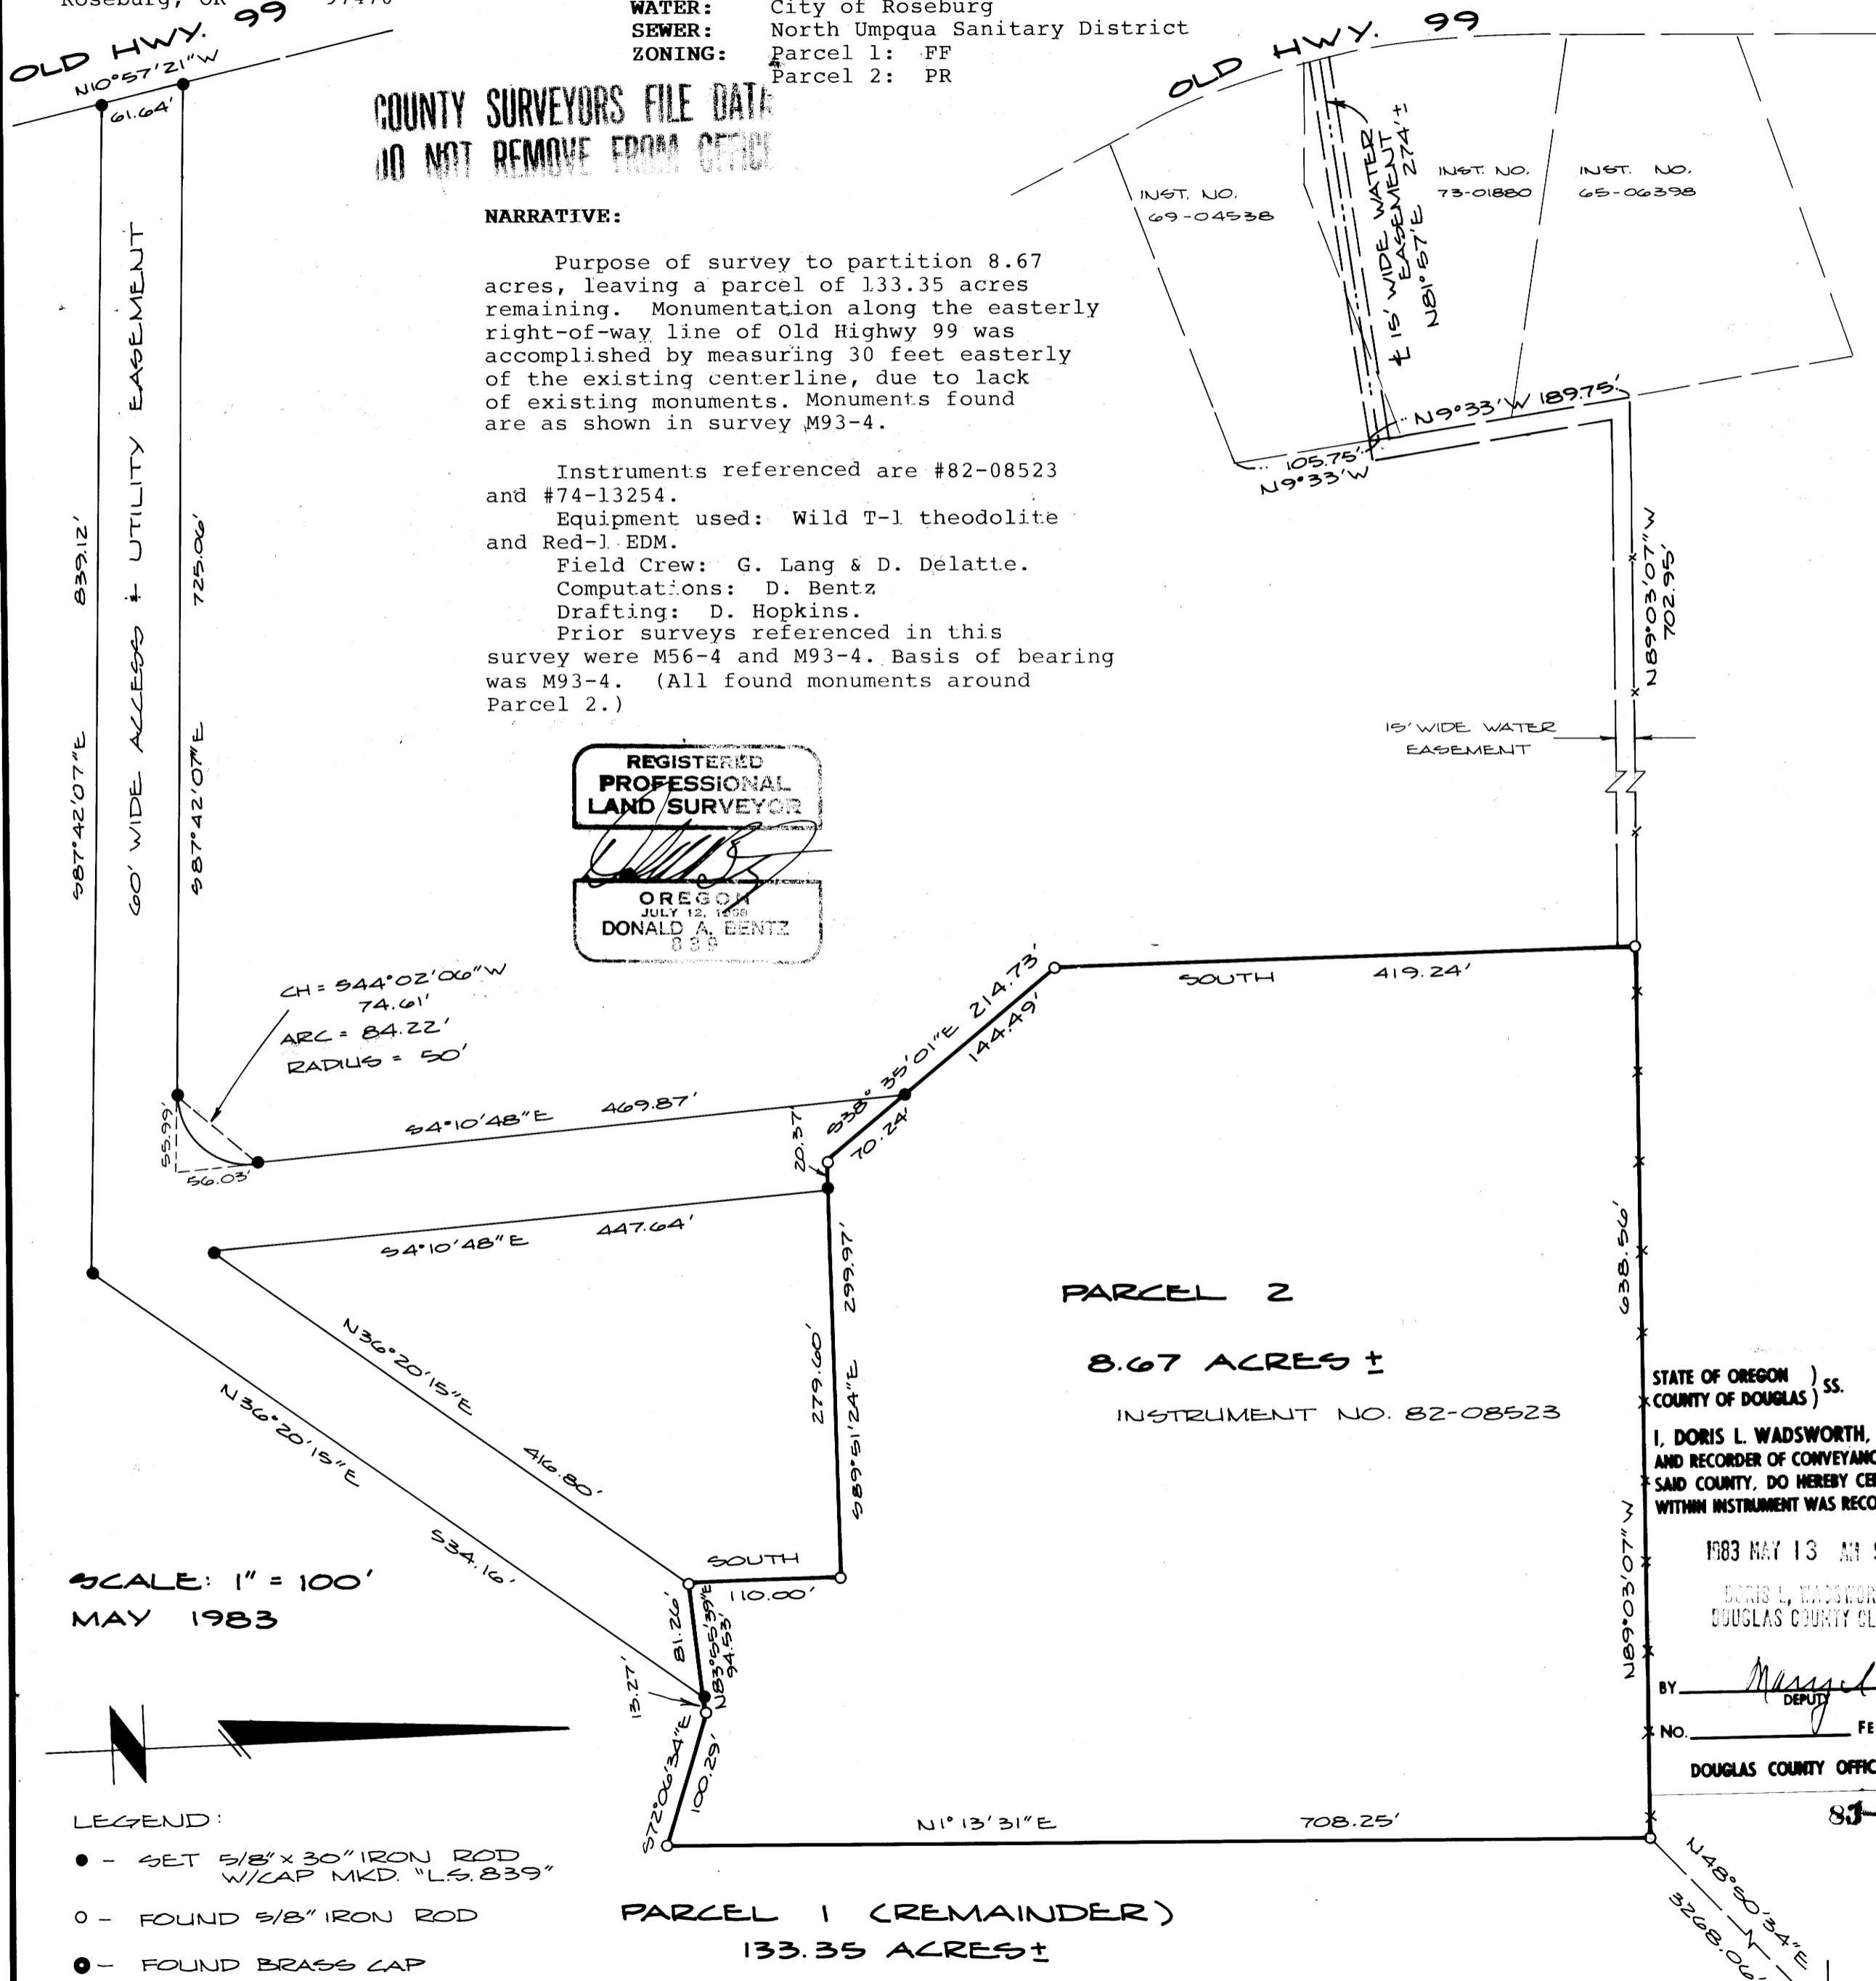 Roseburg, OR 97470
WATER: City of Roseburg
SEWER: North Umpqua Sanitary District
ZONING: Parcel 1: FF
Parcel 2: PR
COUNTY SURVEYORS FILE DATA
DO NOT REMOVE FROM OFFICE
OLD HWY. 99
N10°57'21"W
61.64'
839.12'
S87°42'07"E
60' WIDE ACCESS & UTILITY EASEMENT
725.06'
S87°42'07"E
NARRATIVE:
Purpose of survey to partition 8.67
acres, leaving a parcel of 133.35 acres
remaining. Monumentation along the easterly
right-of-way line of Old Highwy 99 was
accomplished by measuring 30 feet easterly
of the existing centerline, due to lack
of existing monuments. Monuments found
are as shown in survey M93-4.
Instruments referenced are #82-08523
and #74-13254.
Equipment used: Wild T-1 theodolite
and Red-1 EDM.
Field Crew: G. Lang & D. Delatte.
Computations: D. Bentz
Drafting: D. Hopkins.
Prior surveys referenced in this
survey were M56-4 and M93-4. Basis of bearing
was M93-4. (All found monuments around
Parcel 2.)
REGISTERED
PROFESSIONAL
LAND SURVEYOR
OREGON
JULY 12,
DONALD A. BENTZ
839
OLD HWY. 99
INST. NO.
69-04538
15' WIDE WATER
EASEMENT
N81°57'E 274'±
INST. NO.
73-01880
INST. NO.
65-06398
N9°33'W 189.75'
105.75'
N9°33'W
N89°03'07"W
702.95'
15' WIDE WATER
EASEMENT
CH = S44°02'06"W
74.61'
ARC = 84.22'
RADIUS = 50'
55.99'
56.03'
S4°10'48"E 469.87'
20.37'
S38°35'01"E 214.73'
144.49'
70.24'
SOUTH 419.24'
S4°10'48"E 447.64'
299.97'
279.60'
S89°51'24"E
N36°20'15"E
416.80'
N36°20'15"E
534.16'
PARCEL 2
8.67 ACRES ±
INSTRUMENT NO. 82-08523
638.56'
N89°03'07"W
SOUTH
110.00'
81.26'
N83°55'39"E
94.53'
13.27'
S72°06'34"E
100.29'
N1°13'31"E 708.25'
N48°50'34"E
3268.06'
STATE OF OREGON ) SS.
COUNTY OF DOUGLAS )
I, DORIS L. WADSWORTH,
AND RECORDER OF CONVEYANC
SAID COUNTY, DO HEREBY CE
WITHIN INSTRUMENT WAS RECO
1983 MAY 13 AM
DORIS L. WADSWOR
DOUGLAS COUNTY CL
BY
DEPUTY
NO. FE
DOUGLAS COUNTY OFFIC
83-
SCALE: 1" = 100'
MAY 1983
N
LEGEND:
● - SET 5/8" x 30" IRON ROD
W/CAP MKD. "L.S. 839"
○ - FOUND 5/8" IRON ROD
- FOUND BRASS CAP
PARCEL 1 (REMAINDER)
133.35 ACRES±